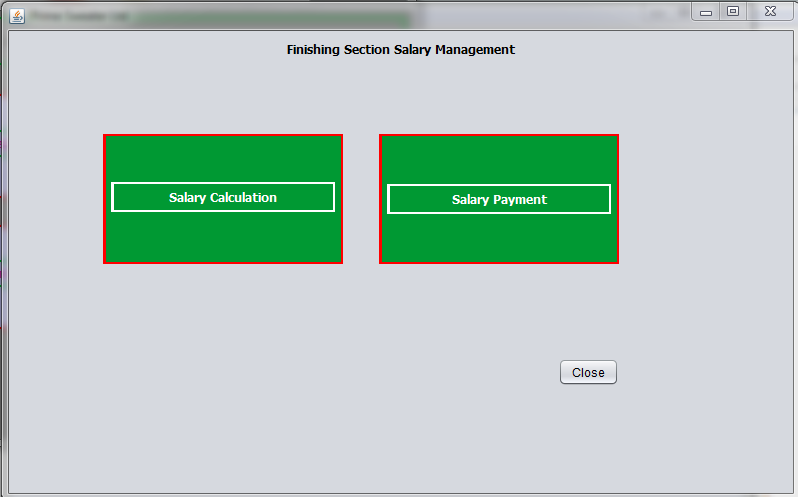 Finishing Section Salary Management
Salary Calculation
Salary Payment
Close